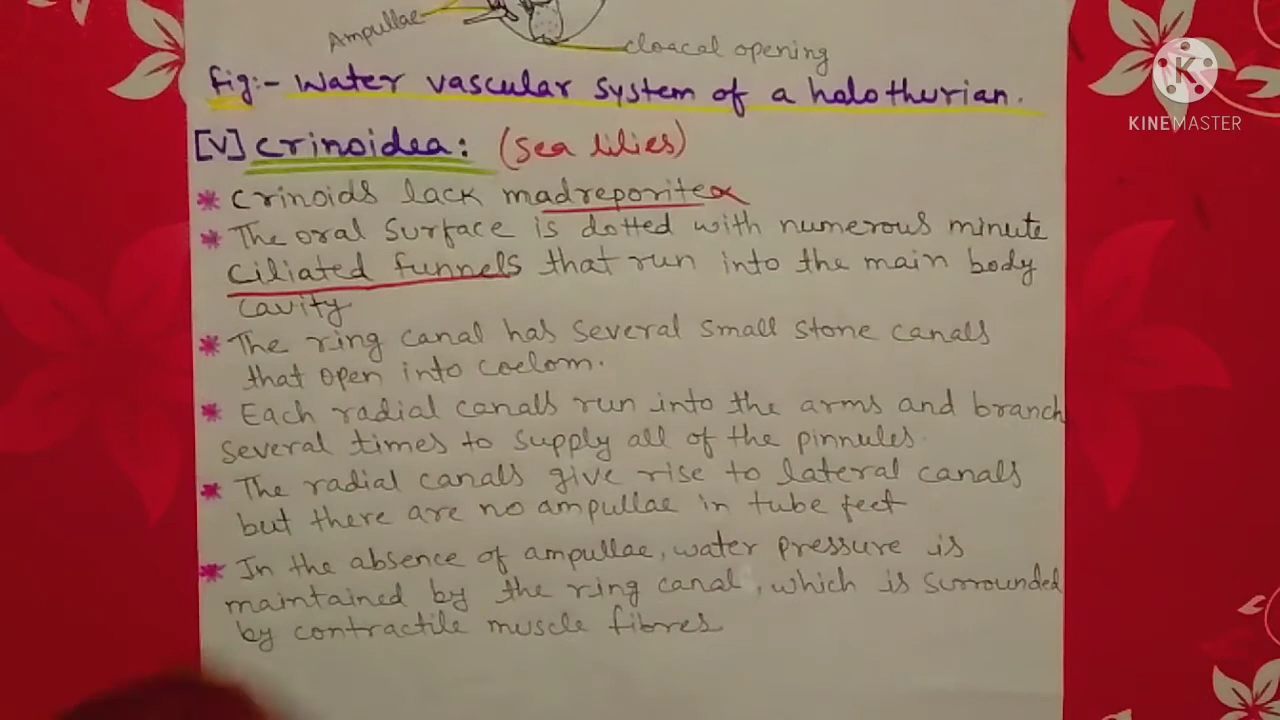 Ampullae
cloacal opening
fig:- Water vascular system of a halothurian.
[V] Crinoidea: (Sea lilies)
* Crinoids lack madreporite
* The oral surface is dotted with numerous minute
ciliated funnels that run into the main body
cavity
* The ring canal has several small stone canals
that open into coelom.
* Each radial canals run into the arms and branch
several times to supply all of the pinnules.
* The radial canals give rise to lateral canals
but there are no ampullae in tube feet
* In the absence of ampullae, water pressure is
maintained by the ring canal, which is surrounded
by contractile muscle fibres
K
KINEMASTER